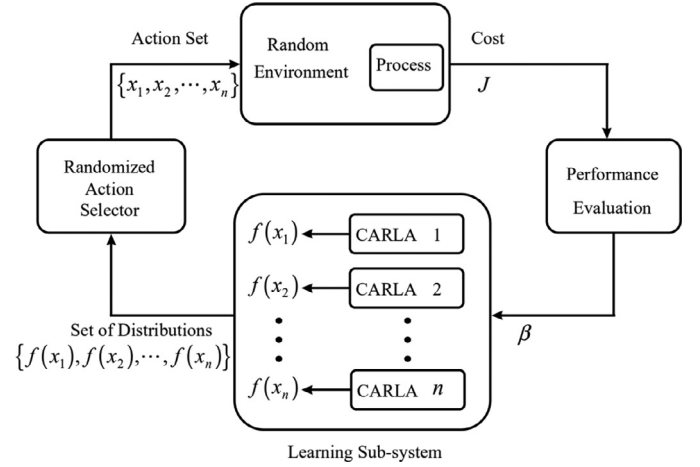 Action Set
{x₁, x₂, ⋯, xₙ}
Random
Environment
Process
Cost
J
Randomized
Action
Selector
Performance
Evaluation
f(x₁) CARLA 1
f(x₂) CARLA 2
f(xₙ) CARLA n
β
Set of Distributions
{f(x₁), f(x₂), ⋯, f(xₙ)}
Learning Sub-system